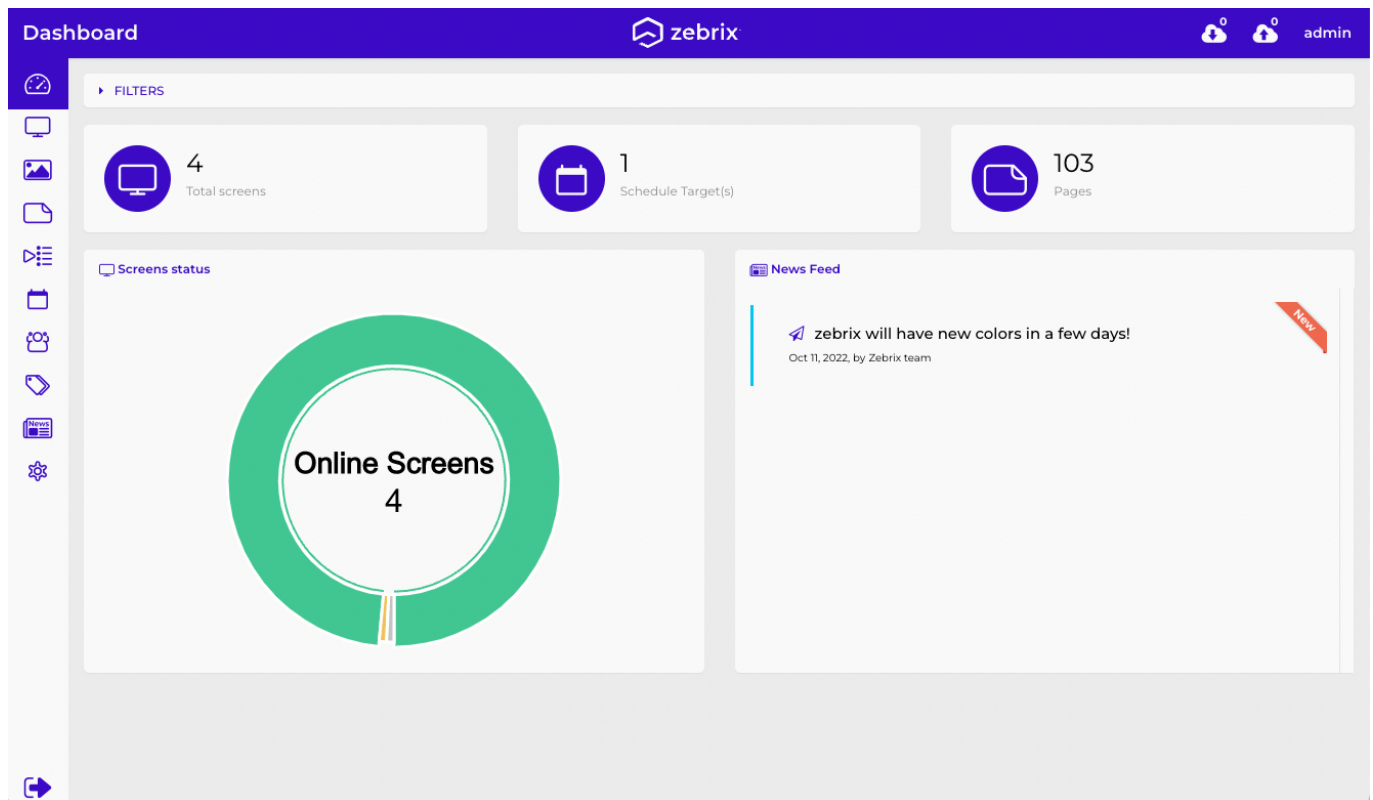 Dashboard
zebrix
0
0
admin
FILTERS
4
Total screens
1
Schedule Target(s)
103
Pages
Screens status
Online Screens
4
News
News Feed
zebrix will have new colors in a few days!
Oct 11, 2022, by Zebrix team
New
News